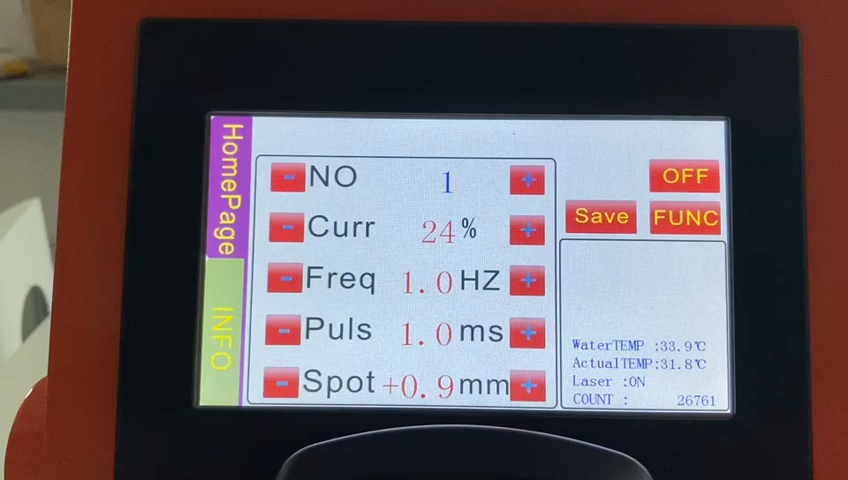 HomePage
INFO
- NO 1 +
- Curr 24% +
- Freq 1.0 HZ +
- Puls 1.0 ms +
- Spot +0.9 mm +
OFF
Save FUNC
WaterTEMP :33.9℃
ActualTEMP:31.8℃
Laser :ON
COUNT : 26761